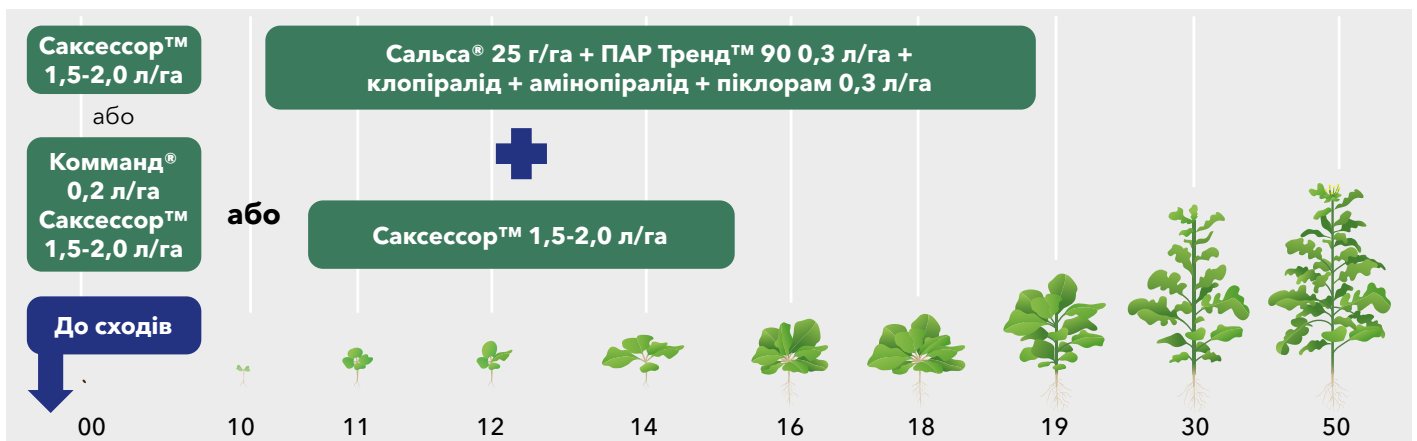 Саксессор™
1,5-2,0 л/га
або
Комманд®
0,2 л/га
Саксессор™
1,5-2,0 л/га
До сходів
або
Сальса® 25 г/га + ПАР Тренд™ 90 0,3 л/га +
клопіралід + амінопіралід + піклорам 0,3 л/га
Саксессор™ 1,5-2,0 л/га
00 10 11 12 14 16 18 19 30 50